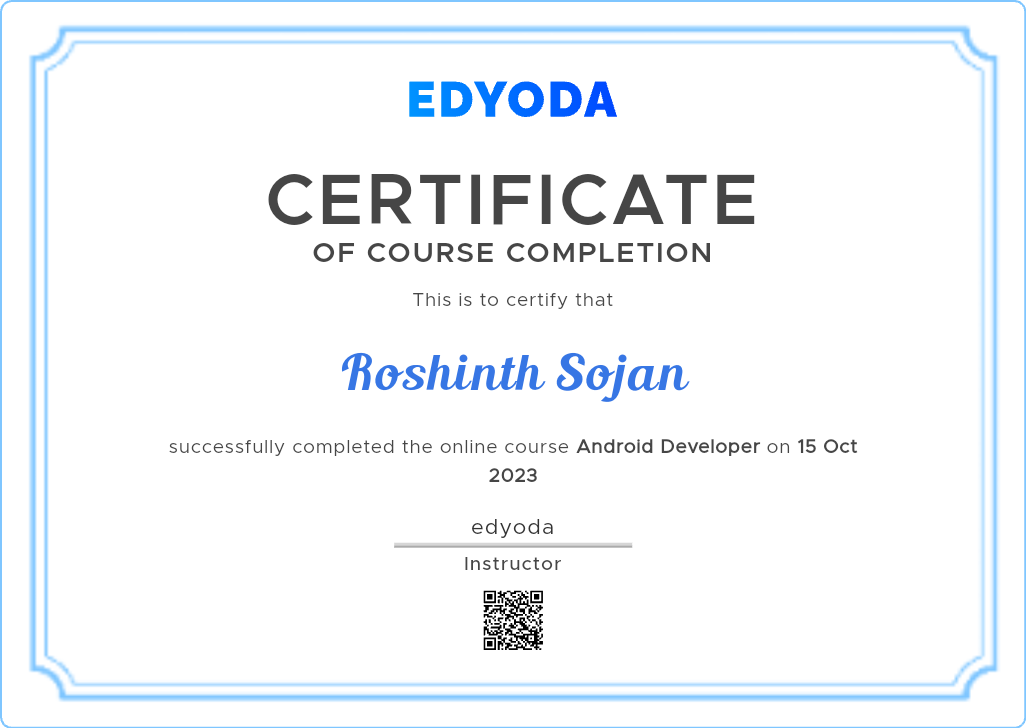 EDYODA
CERTIFICATE
OF COURSE COMPLETION
This is to certify that
Roshinth Sojan
successfully completed the online course Android Developer on 15 Oct
2023
edyoda
Instructor